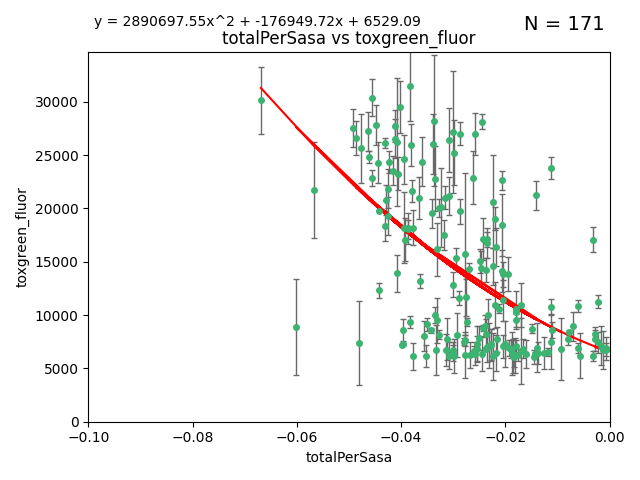 y = 2890697.55x^2 + -176949.72x + 6529.09
N = 171
totalPerSasa vs toxgreen_fluor
toxgreen_fluor
30000
25000
20000
15000
10000
5000
0
−0.10 −0.08 −0.06 −0.04 −0.02 0.00
totalPerSasa